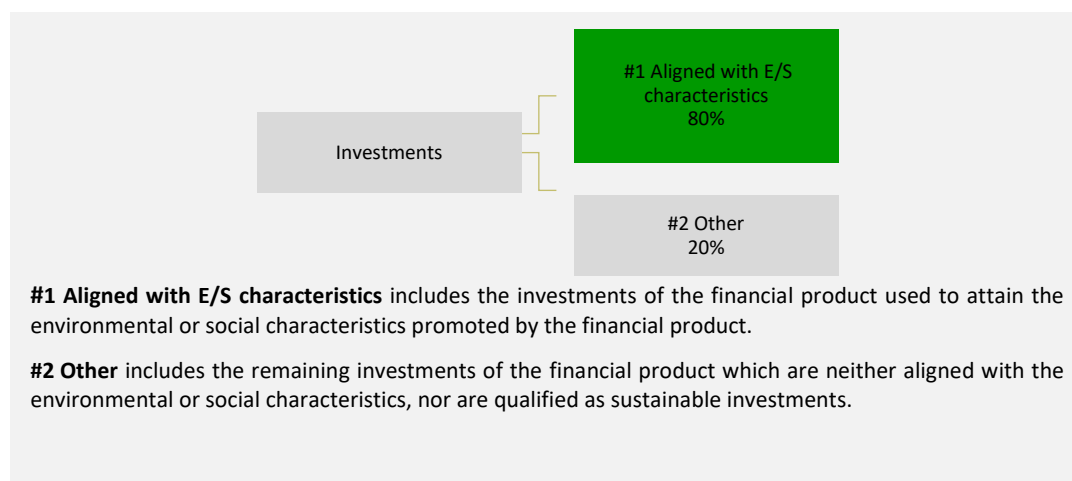 #1 Aligned with E/S
characteristics
80%
Investments
#2 Other
20%
#1 Aligned with E/S characteristics includes the investments of the financial product used to attain the
environmental or social characteristics promoted by the financial product.
#2 Other includes the remaining investments of the financial product which are neither aligned with the
environmental or social characteristics, nor are qualified as sustainable investments.